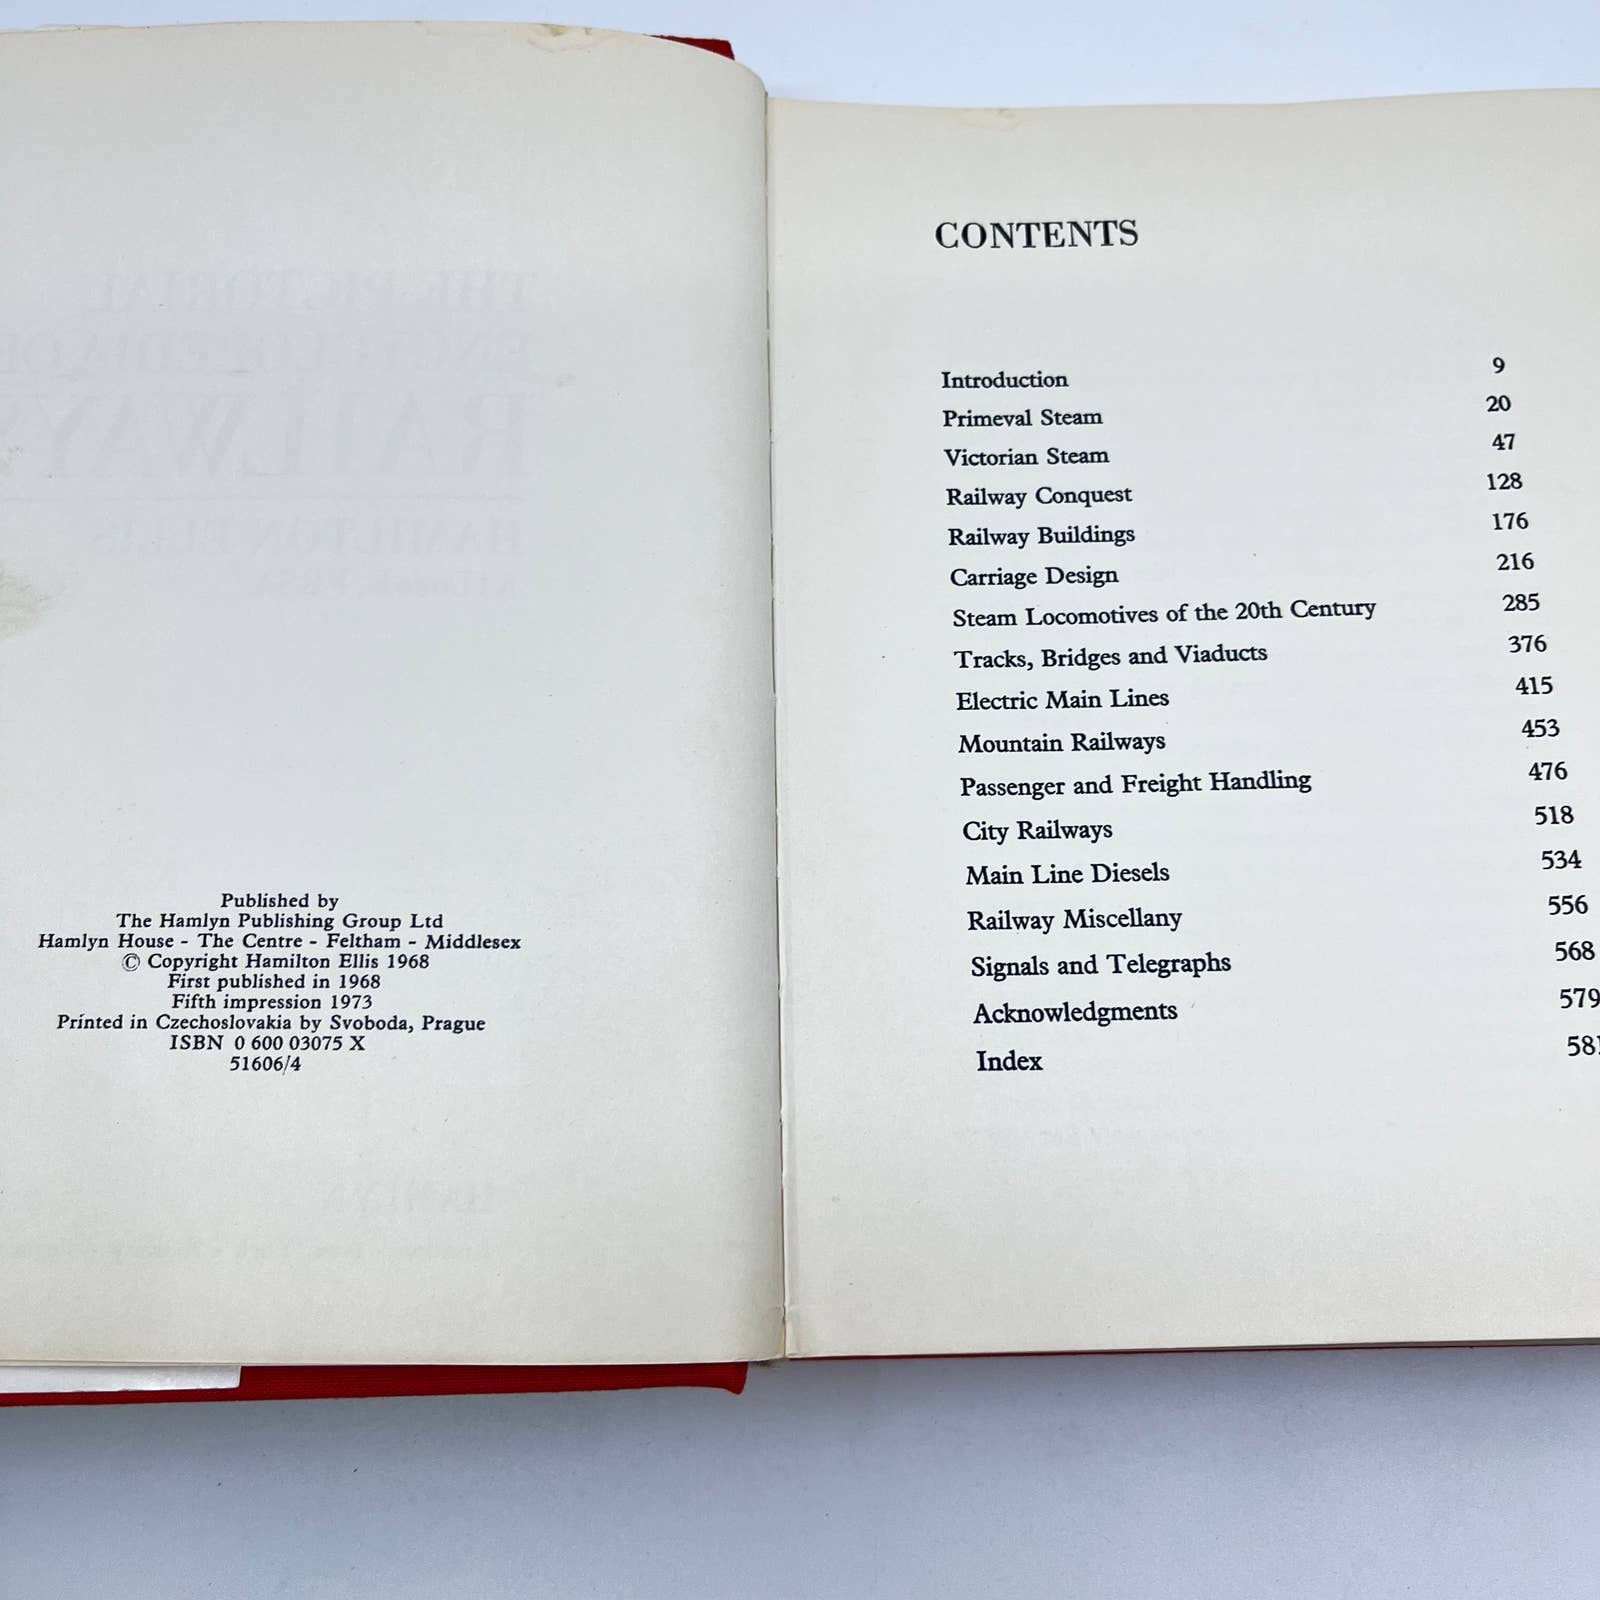 Published by
The Hamlyn Publishing Group Ltd
Hamlyn House - The Centre - Feltham - Middlesex
© Copyright Hamilton Ellis 1968
First published in 1968
Fifth impression 1973
Printed in Czechoslovakia by Svoboda, Prague
ISBN 0 600 03075 X
51606/4
CONTENTS
Introduction 9
Primeval Steam 20
Victorian Steam 47
Railway Conquest 128
Railway Buildings 176
Carriage Design 216
Steam Locomotives of the 20th Century 285
Tracks, Bridges and Viaducts 376
Electric Main Lines 415
Mountain Railways 453
Passenger and Freight Handling 476
City Railways 518
Main Line Diesels 534
Railway Miscellany 556
Signals and Telegraphs 568
Acknowledgments 579
Index 581